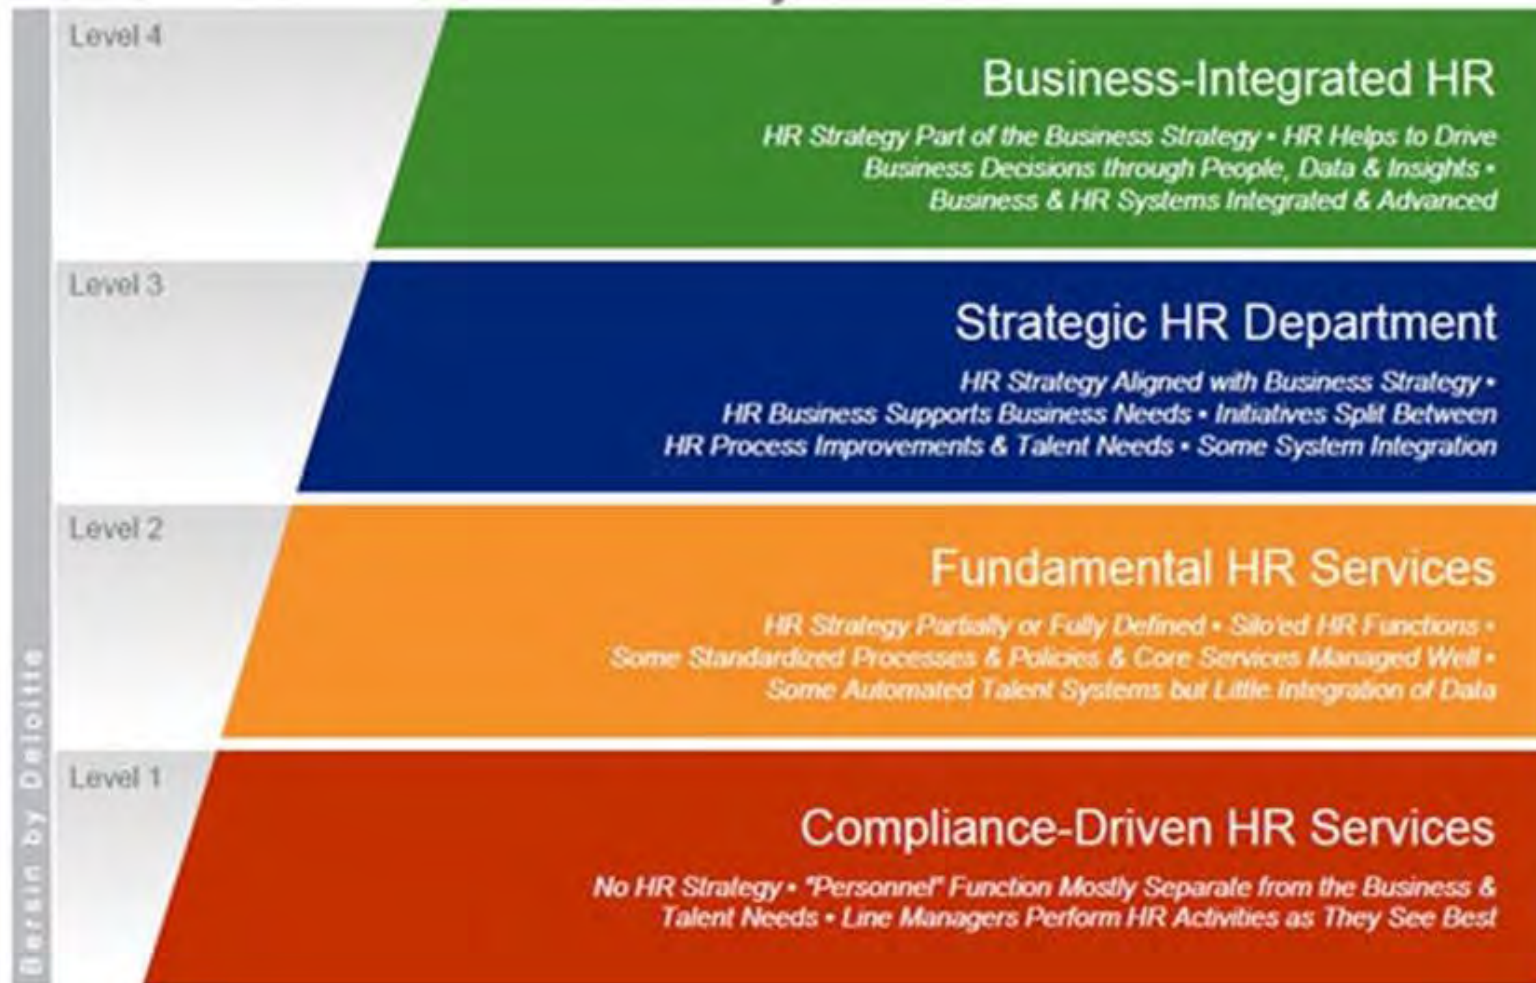 Level 4
Business-Integrated HR
HR Strategy Part of the Business Strategy • HR Helps to Drive
Business Decisions through People, Data & Insights •
Business & HR Systems Integrated & Advanced
Level 3
Strategic HR Department
HR Strategy Aligned with Business Strategy •
HR Business Supports Business Needs • Initiatives Split Between
HR Process Improvements & Talent Needs • Some System Integration
Level 2
Fundamental HR Services
HR Strategy Partially or Fully Defined • Silo'ed HR Functions •
Some Standardized Processes & Policies & Core Services Managed Well •
Some Automated Talent Systems but Little Integration of Data
Level 1
Compliance-Driven HR Services
No HR Strategy • "Personnel" Function Mostly Separate from the Business &
Talent Needs • Line Managers Perform HR Activities as They See Best
Bersin by Deloitte